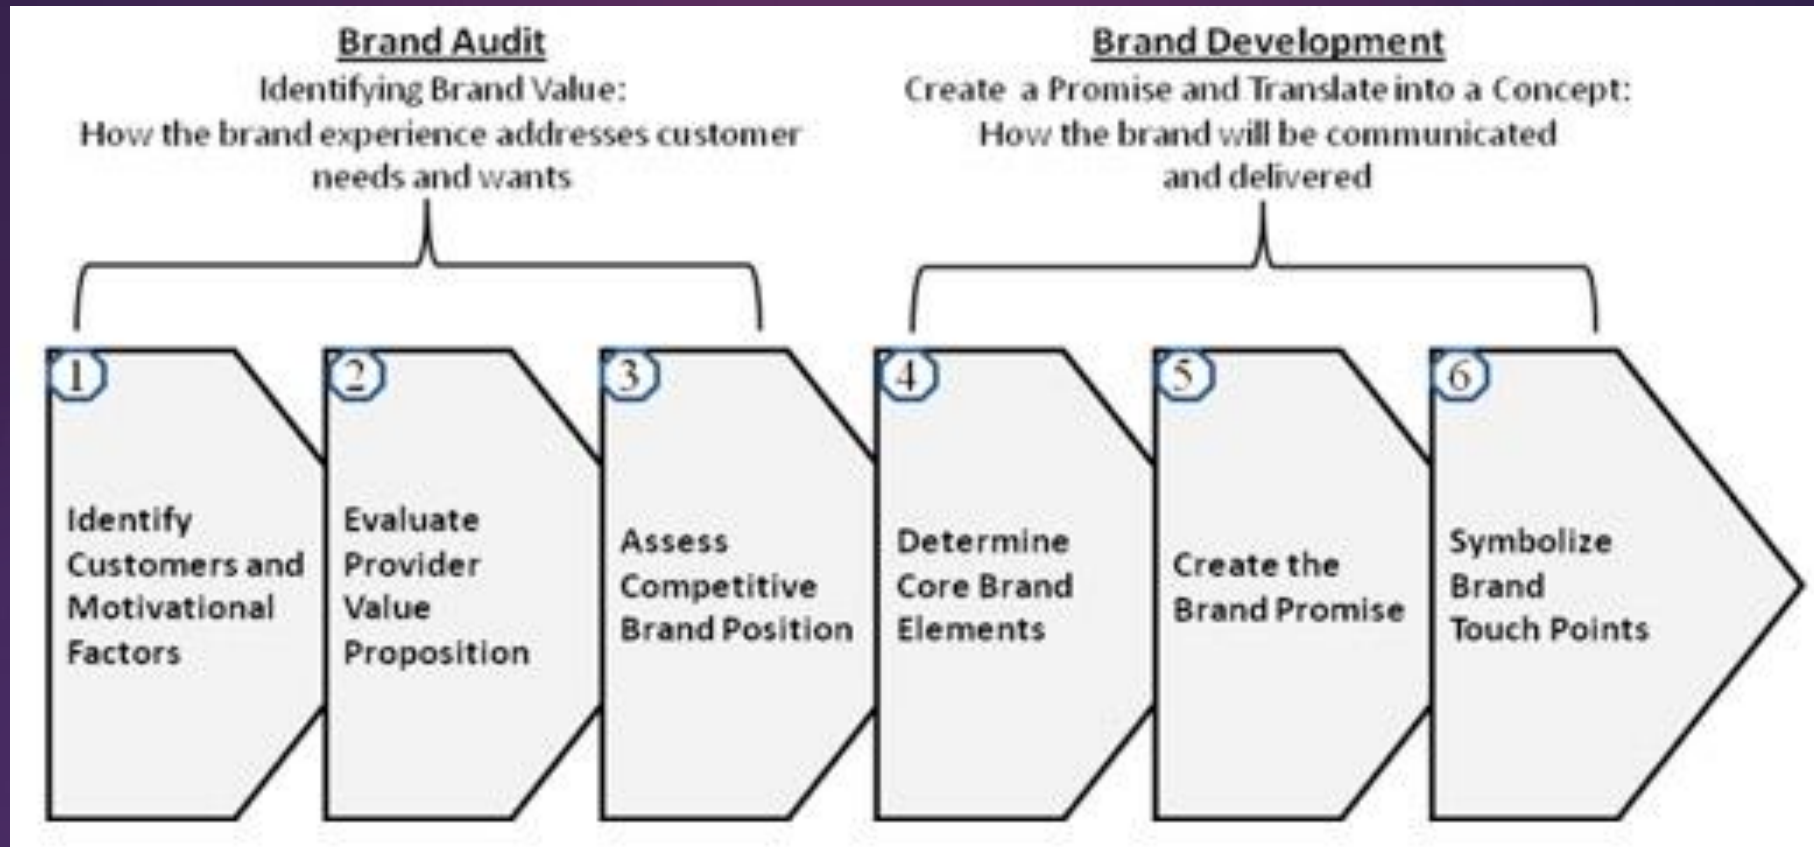 Brand Audit
Identifying Brand Value:
How the brand experience addresses customer
needs and wants
Brand Development
Create a Promise and Translate into a Concept:
How the brand will be communicated
and delivered
1
Identify
Customers and
Motivational
Factors
2
Evaluate
Provider
Value
Proposition
3
Assess
Competitive
Brand Position
4
Determine
Core Brand
Elements
5
Create the
Brand Promise
6
Symbolize
Brand
Touch Points